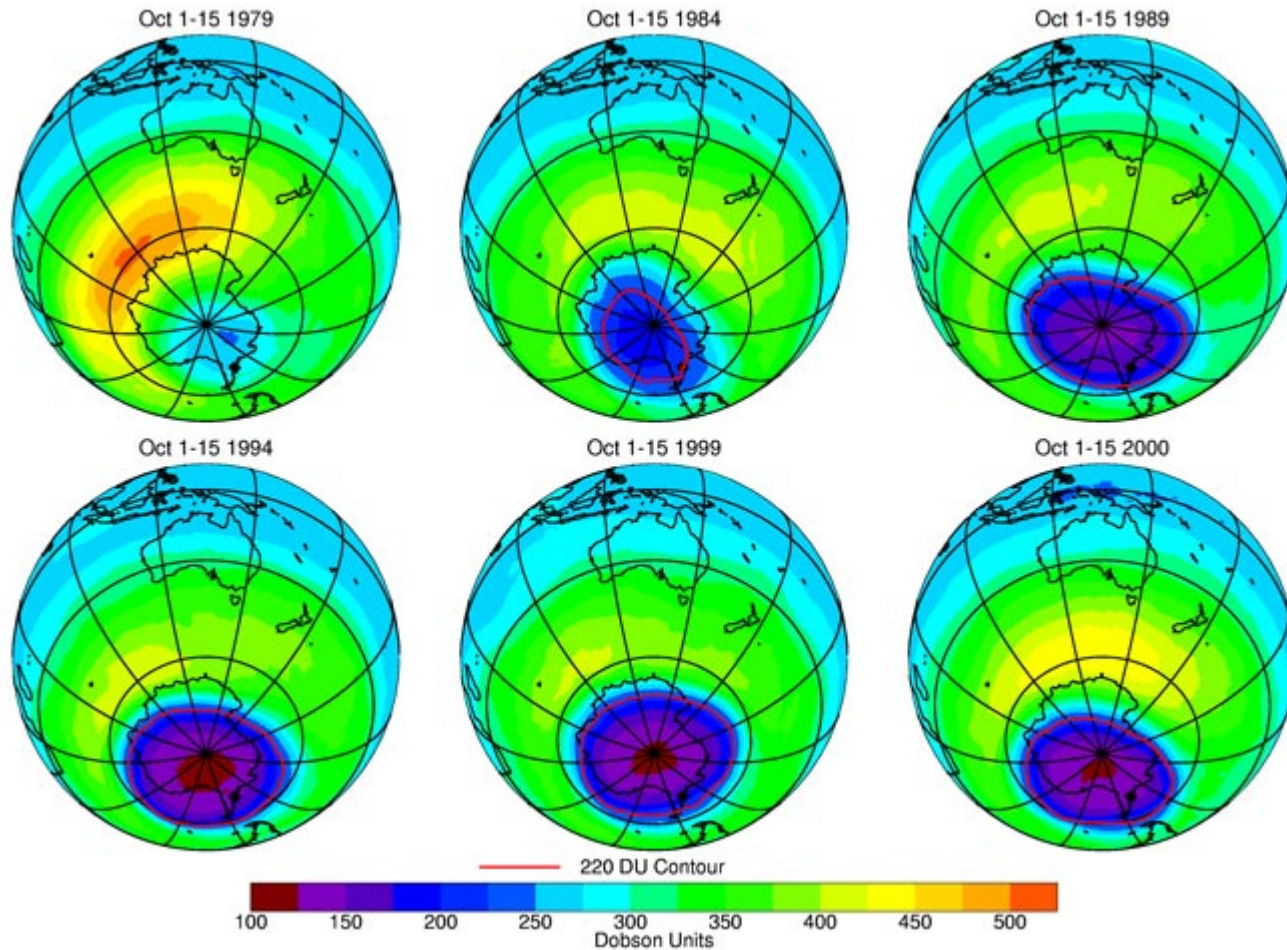 Oct 1-15 1979
Oct 1-15 1984
Oct 1-15 1989
Oct 1-15 1994
Oct 1-15 1999
Oct 1-15 2000
220 DU Contour
100 150 200 250 300 350 400 450 500
Dobson Units